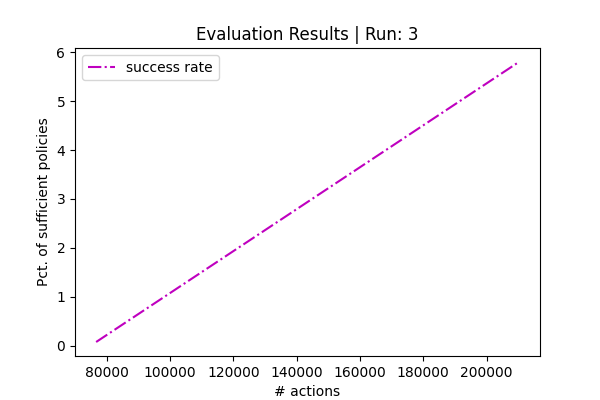 Evaluation Results | Run: 3
success rate
Pct. of sufficient policies
6
5
4
3
2
1
0
80000 100000 120000 140000 160000 180000 200000
# actions